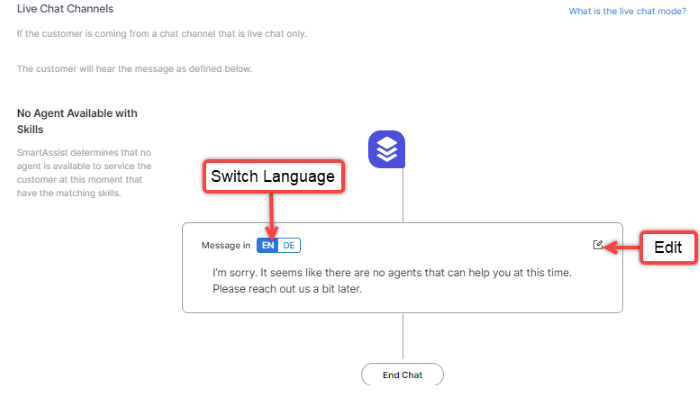 Live Chat Channels
What is the live chat mode?
If the customer is coming from a chat channel that is live chat only.
The customer will hear the message as defined below.
No Agent Available with
Skills
SmartAssist determines that no
agent is available to service the
customer at this moment that
have the matching skills.
Switch Language
Message in EN DE
Edit
I'm sorry. It seems like there are no agents that can help you at this time.
Please reach out us a bit later.
End Chat